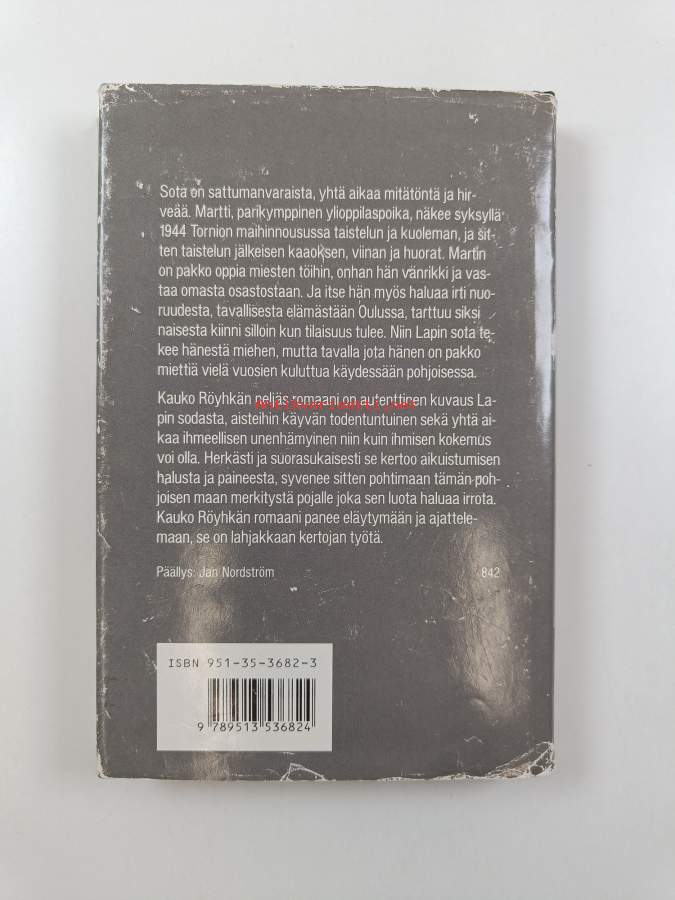 Sota on sattumanvaraista, yhtä aikaa mitätöntä ja hir-
veää. Martti, parikymppinen ylioppilaspoika, näkee syksyllä
1944 Tornion maihinnousussa taistelun ja kuoleman, ja sit-
ten taistelun jälkeisen kaaoksen, viinan ja huorat. Martin
on pakko oppia miesten töihin, onhan hän vänrikki ja vas-
taa omasta osastostaan. Ja itse hän myös haluaa irti nuo-
ruudesta, tavallisesta elämästään Oulussa, tarttuu siksi
naisesta kiinni silloin kun tilaisuus tulee. Niin Lapin sota te-
kee hänestä miehen, mutta tavalla jota hänen on pakko
miettiä vielä vuosien kuluttua käydessään pohjoisessa.
Kauko Röyhkän neljäs romaani on autenttinen kuvaus La-
pin sodasta, aisteihin käyvän todentuntuinen sekä yhtä ai-
kaa ihmeellisen unenhämyinen niin kuin ihmisen kokemus
voi olla. Herkästi ja suorasukaisesti se kertoo aikuistumisen
halusta ja paineesta, syvenee sitten pohtimaan tämän poh-
joisen maan merkitystä pojalle joka sen luota haluaa irrota.
Kauko Röyhkän romaani panee eläytymään ja ajattele-
maan, se on lahjakkaan kertojan työtä.
Päällys: Jan Nordström 842
ISBN 951-35-3682-3
9 789513 536824